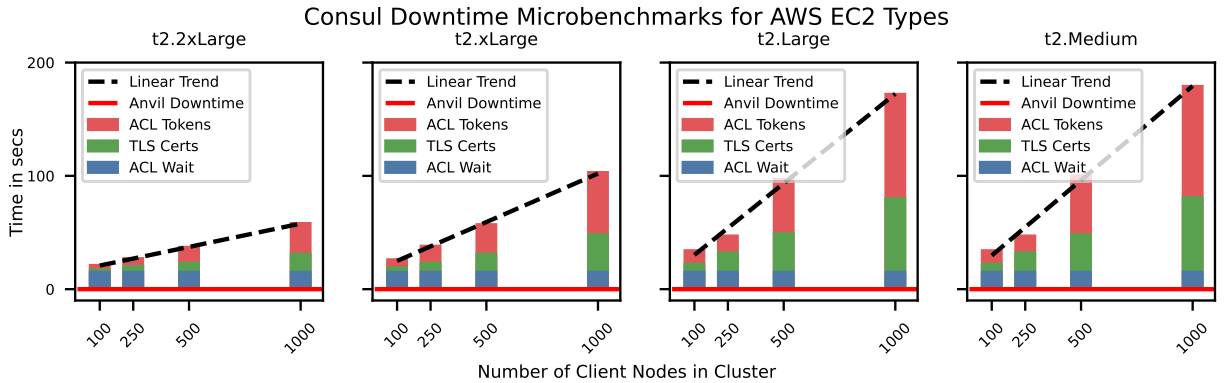 Consul Downtime Microbenchmarks for AWS EC2 Types
t2.2xLarge
t2.xLarge
t2.Large
t2.Medium
Time in secs
200
100
0
Linear Trend
Anvil Downtime
ACL Tokens
TLS Certs
ACL Wait
Linear Trend
Anvil Downtime
ACL Tokens
TLS Certs
ACL Wait
Linear Trend
Anvil Downtime
ACL Tokens
TLS Certs
ACL Wait
Linear Trend
Anvil Downtime
ACL Tokens
TLS Certs
ACL Wait
100 250 500 1000
100 250 500 1000
100 250 500 1000
100 250 500 1000
Number of Client Nodes in Cluster